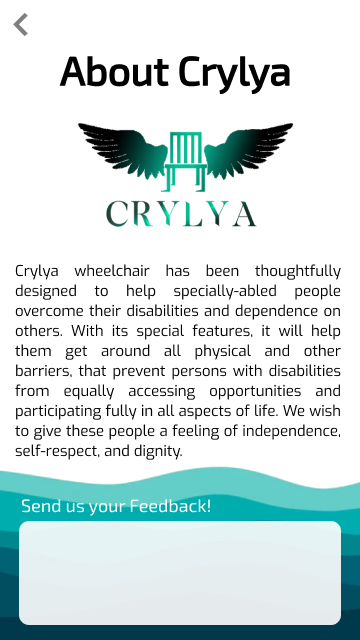 About Crylya
CRYLYA
Crylya wheelchair has been thoughtfully
designed to help specially-abled people
overcome their disabilities and dependence on
others. With its special features, it will help
them get around all physical and other
barriers, that prevent persons with disabilities
from equally accessing opportunities and
participating fully in all aspects of life. We wish
to give these people a feeling of independence,
self-respect, and dignity.
Send us your Feedback!